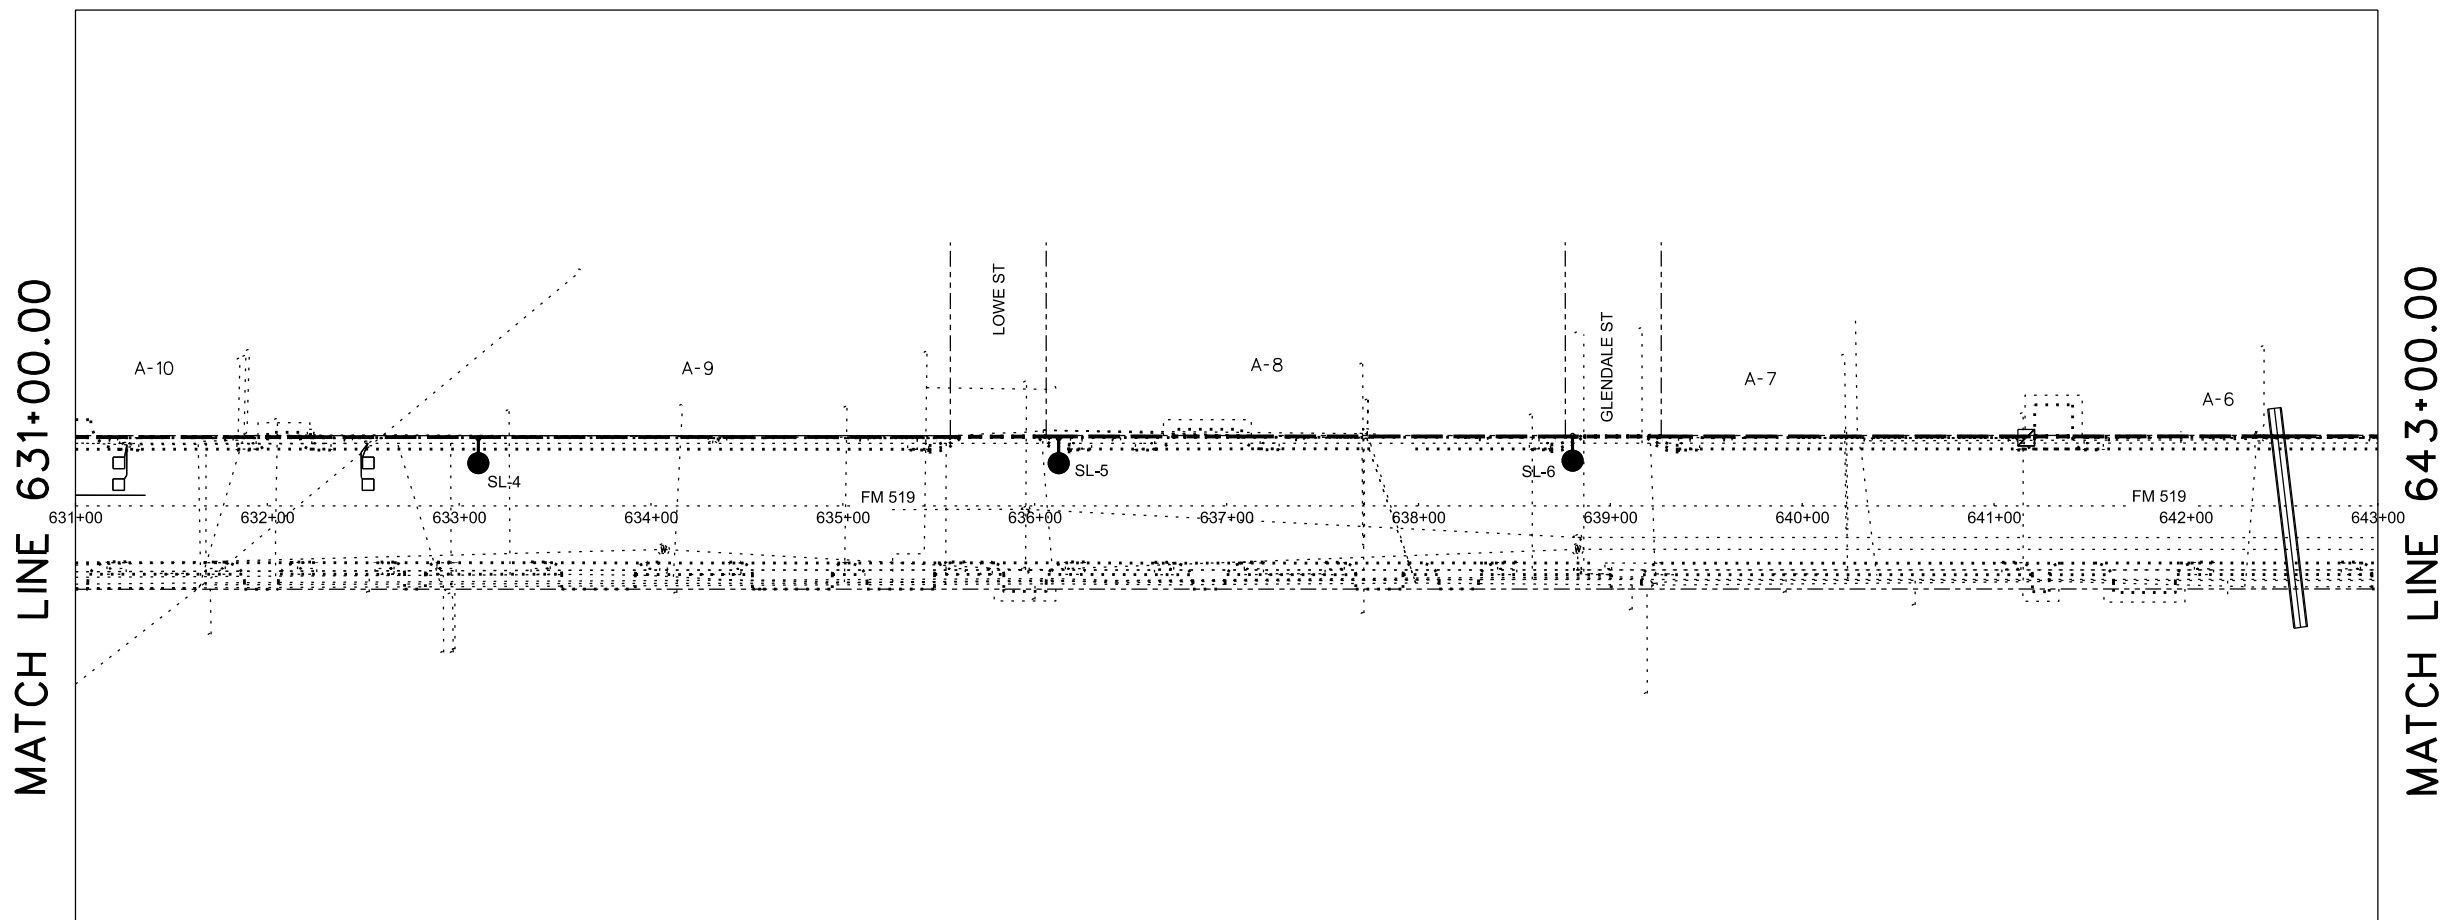 MATCH LINE 631+00.00
MATCH LINE 643+00.00
LOWE ST
GLENDALE ST
A-10
A-9
A-8
A-7
A-6
SL-4
SL-5
SL-6
FM 519
FM 519
631+00
632+00
633+00
634+00
635+00
636+00
637+00
638+00
639+00
640+00
641+00
642+00
643+00
W
W